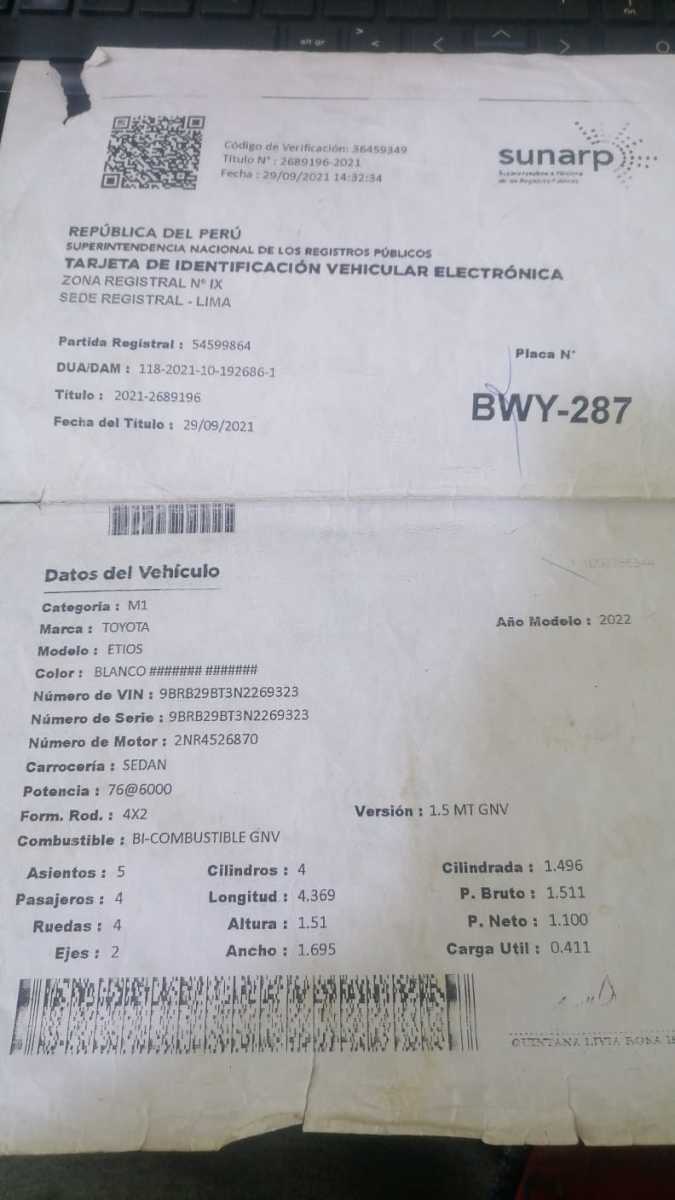 Código de Verificación: 36459349
Título N° : 2689196-2021
Fecha : 29/09/2021 14:32:34
sunarp
REPÚBLICA DEL PERÚ
SUPERINTENDENCIA NACIONAL DE LOS REGISTROS PÚBLICOS
TARJETA DE IDENTIFICACIÓN VEHICULAR ELECTRÓNICA
ZONA REGISTRAL N° IX
SEDE REGISTRAL - LIMA
Partida Registral : 54599864
Placa N°
DUA/DAM : 118-2021-10-192686-1
Título : 2021-2689196
BWY-287
Fecha del Título : 29/09/2021
Datos del Vehículo
Categoría : M1
Año Modelo : 2022
Marca : TOYOTA
Modelo : ETIOS
Color : BLANCO ####### #######
Número de VIN : 9BRB29BT3N2269323
Número de Serie : 9BRB29BT3N2269323
Número de Motor : 2NR4526870
Carrocería : SEDAN
Potencia : 76@6000
Form. Rod. : 4X2 Versión : 1.5 MT GNV
Combustible : BI-COMBUSTIBLE GNV
Asientos : 5 Cilindros : 4 Cilindrada : 1.496
Pasajeros : 4 Longitud : 4.369 P. Bruto : 1.511
Ruedas : 4 Altura : 1.51 P. Neto : 1.100
Ejes : 2 Ancho : 1.695 Carga Util : 0.411
QUINTANA LIVIA ROSA
alt gr
fin